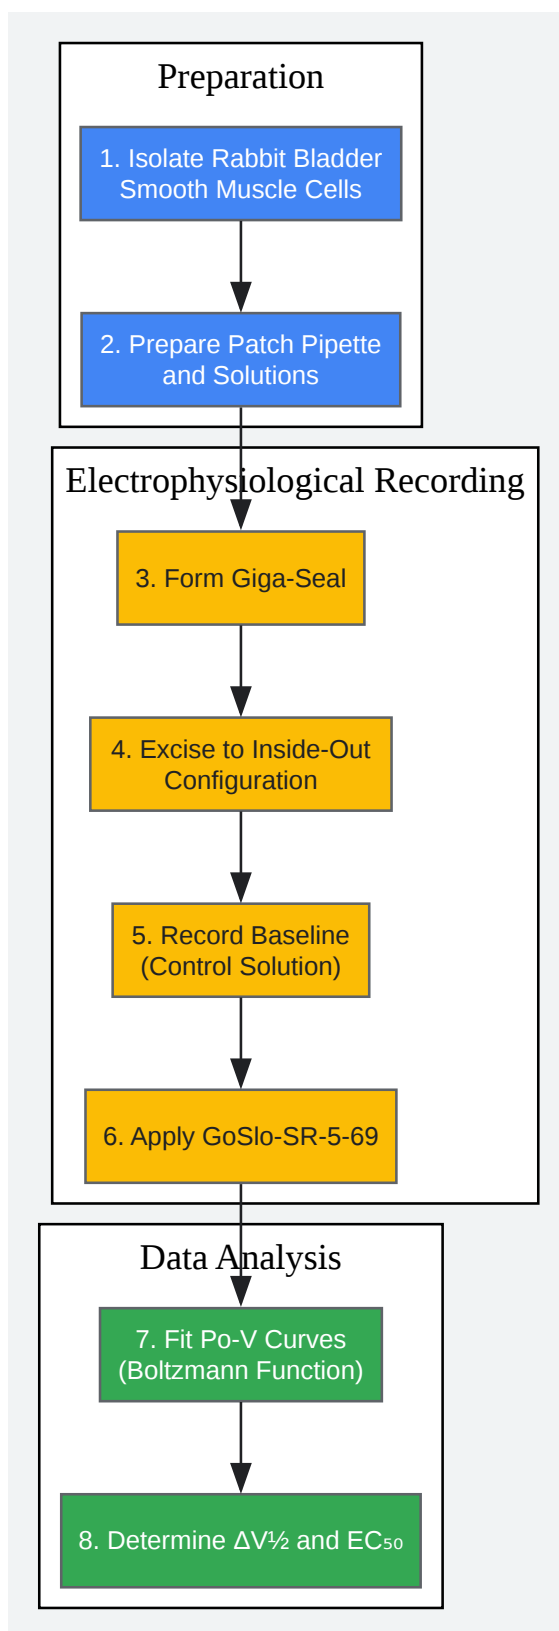 Preparation
1. Isolate Rabbit Bladder
Smooth Muscle Cells
2. Prepare Patch Pipette
and Solutions
Electrophysiological Recording
3. Form Giga-Seal
4. Excise to Inside-Out
Configuration
5. Record Baseline
(Control Solution)
6. Apply GoSlo-SR-5-69
Data Analysis
7. Fit Po-V Curves
(Boltzmann Function)
8. Determine ΔV½ and EC₅₀